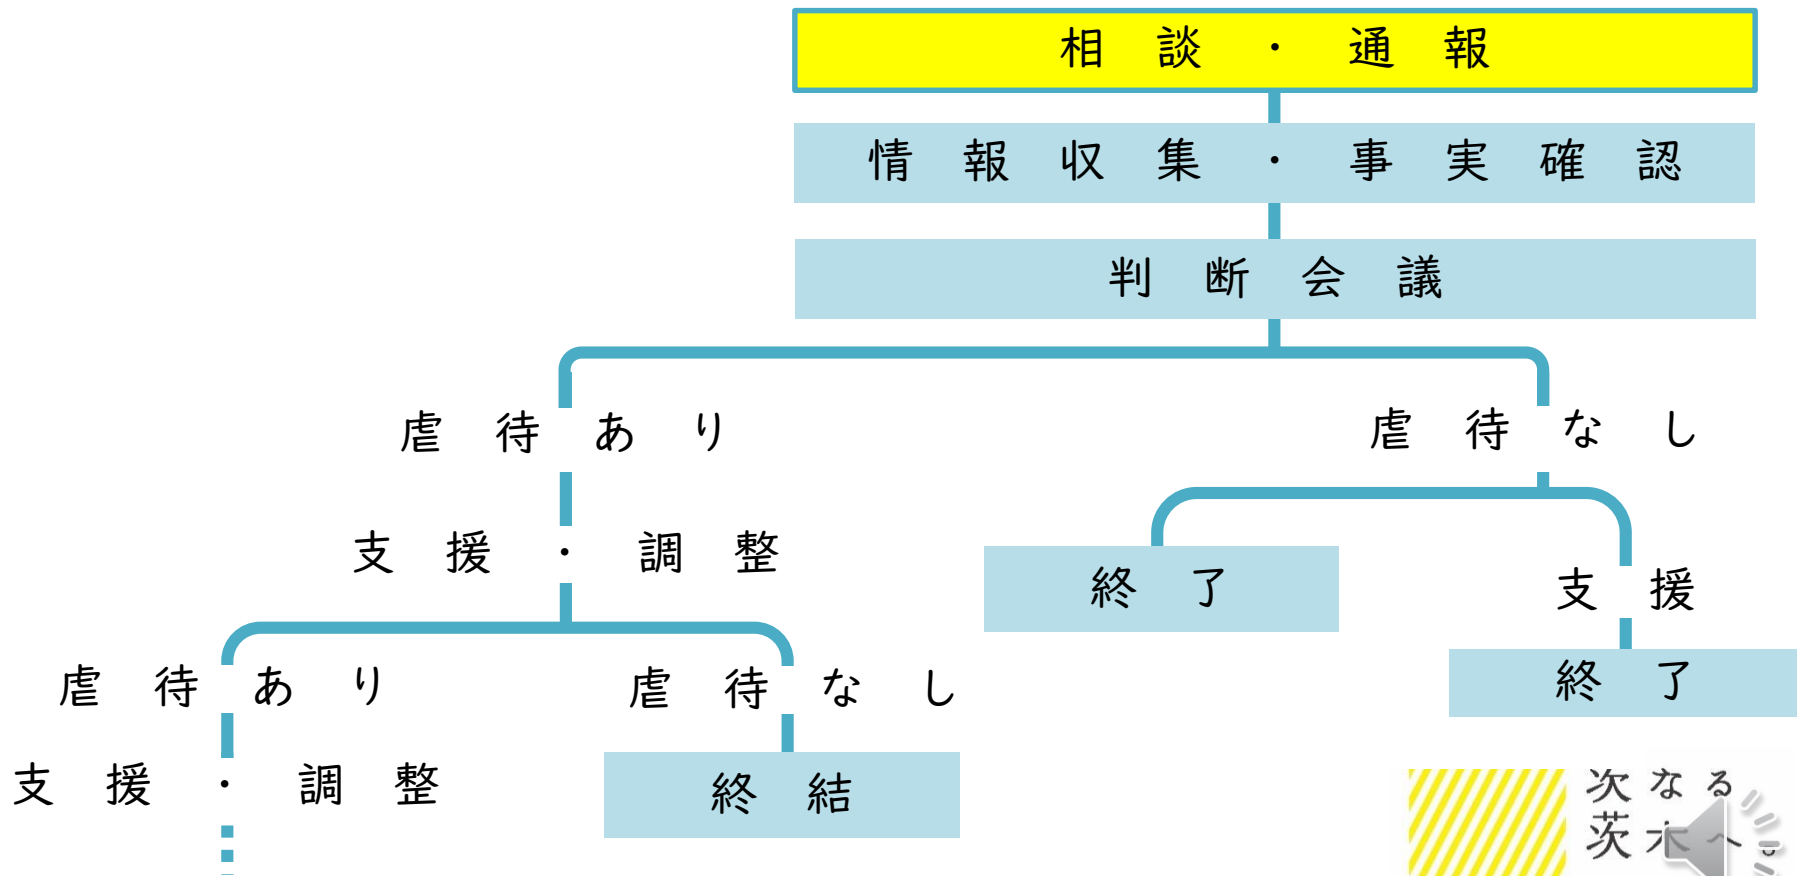 相談・通報
情報収集・事実確認
判断会議
虐待あり
虐待なし
支援・調整
終了
支援
終了
虐待あり
虐待なし
支援・調整
終結
次なる
茨木へ。